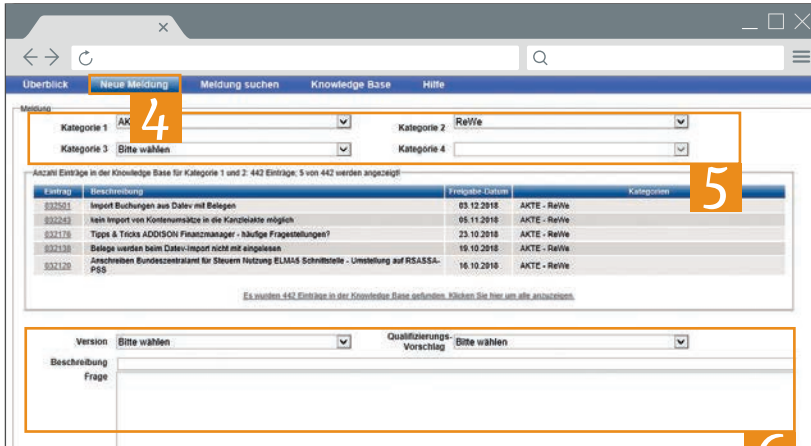 Überblick Neue Meldung Meldung suchen Knowledge Base Hilfe
4
Meldung
Kategorie 1 AK Kategorie 2 ReWe
Kategorie 3 Bitte wählen Kategorie 4
5
Anzahl Einträge in der Knowledge Base für Kategorie 1 und 2: 442 Einträge; 5 von 442 werden angezeigt!
Eintrag Beschreibung Freigabe-Datum Kategorien
032501 Import Buchungen aus Datev mit Belegen 03.12.2018 AKTE - ReWe
032243 kein Import von Kontenumsätze in die Kanzleiakte möglich 05.11.2018 AKTE - ReWe
032176 Tipps & Tricks ADDISON Finanzmanager - häufige Fragestellungen? 23.10.2018 AKTE - ReWe
032138 Belege werden beim Datev-Import nicht mit eingelesen 19.10.2018 AKTE - ReWe
032120 Anschreiben Bundeszentralamt für Steuern Nutzung ELMA5 Schnittstelle - Umstellung auf RSASSA-
PSS 16.10.2018 AKTE - ReWe
Es wurden 442 Einträge in der Knowledge Base gefunden. Klicken Sie hier um alle anzuzeigen.
Version Bitte wählen Qualifizierungs-
Vorschlag Bitte wählen
Beschreibung
Frage